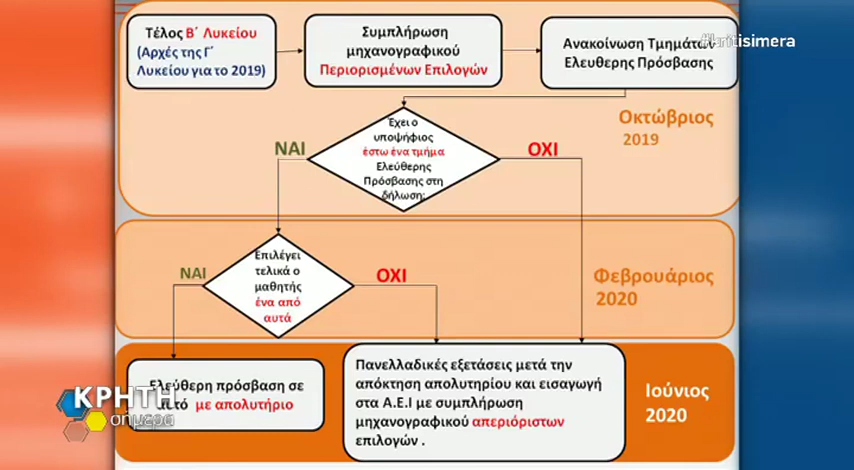 Τέλος Β΄ Λυκείου
(Αρχές της Γ΄
Λυκείου για το 2019)
Συμπλήρωση
μηχανογραφικού
Περιορισμένων Επιλογών
Ανακοίνωση Τμημάτων
Ελευθερης Πρόσβασης
#kritisimera
Οκτώβριος
2019
Έχει ο
υποψήφιος
έστω ένα τμήμα
Ελεύθερης
Πρόσβασης στη
δήλωση;
ΝΑΙ
ΟΧΙ
Επιλέγει
τελικά ο
μαθητής
ένα από
αυτά
ΝΑΙ
ΟΧΙ
Φεβρουάριος
2020
Ελεύθερη πρόσβαση σε
αυτό με απολυτήριο
Πανελλαδικές εξετάσεις μετά την
απόκτηση απολυτηρίου και εισαγωγή
στα Α.Ε.Ι με συμπλήρωση
μηχανογραφικού απεριόριστων
επιλογών .
Ιούνιος
2020
ΚΡΗΤΗ
σημερα